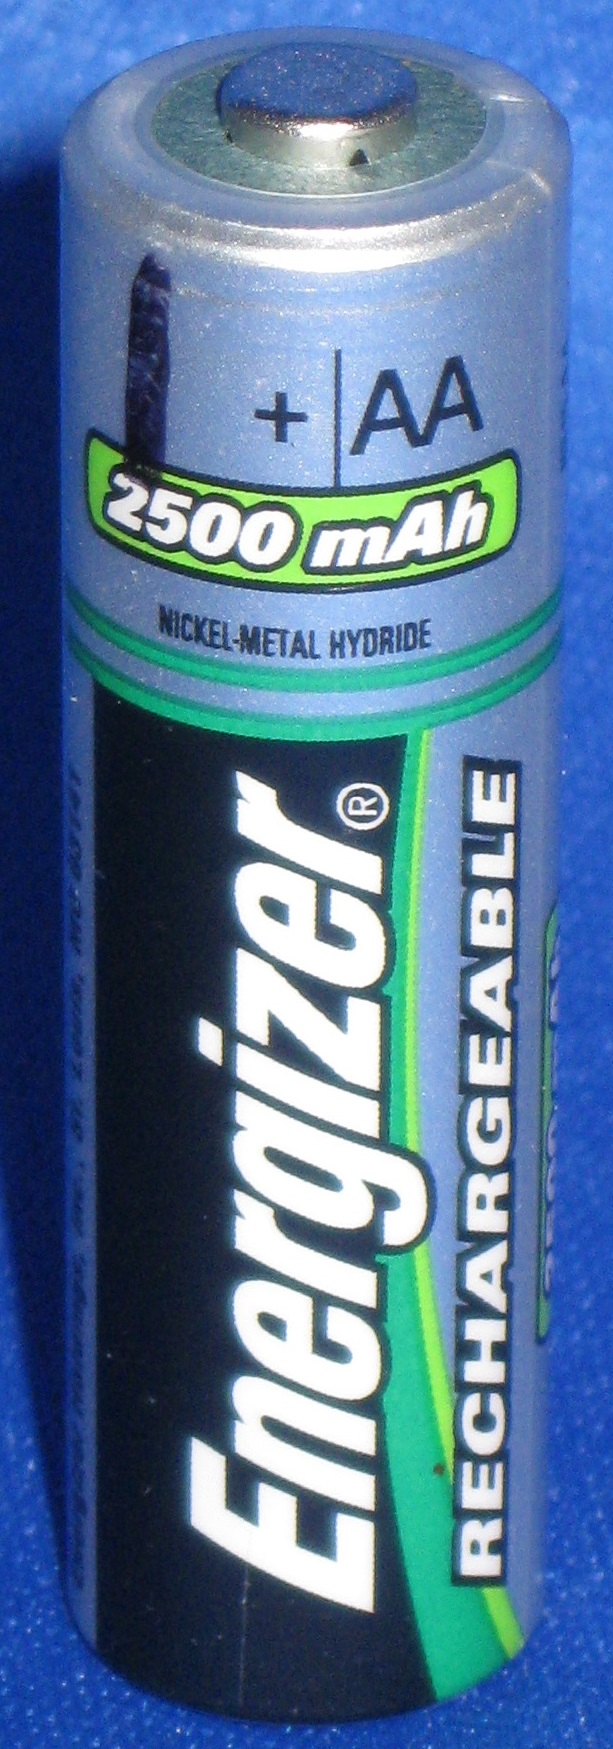 + AA
2500 mAh
NICKEL-METAL HYDRIDE
Energizer®
RECHARGEABLE